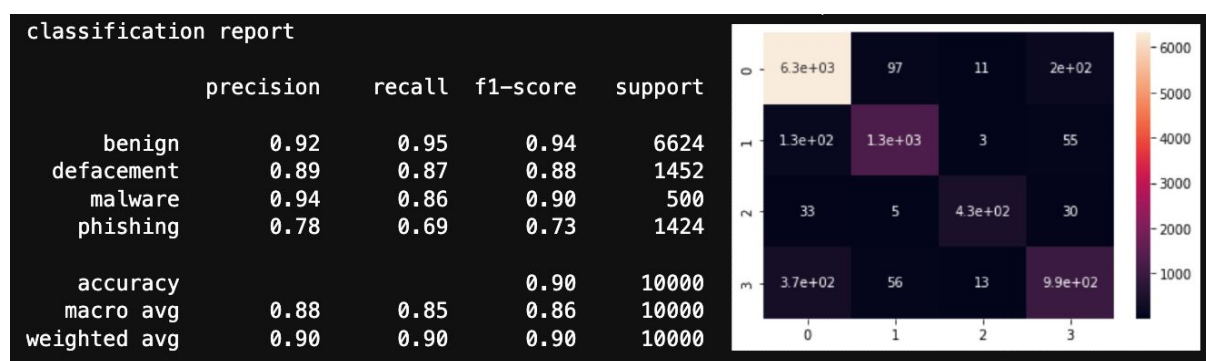 classification report
precision recall f1-score support
benign 0.92 0.95 0.94 6624
defacement 0.89 0.87 0.88 1452
malware 0.94 0.86 0.90 500
phishing 0.78 0.69 0.73 1424
accuracy 0.90 10000
macro avg 0.88 0.85 0.86 10000
weighted avg 0.90 0.90 0.90 10000
0 6.3e+03 97 11 2e+02
1 1.3e+02 1.3e+03 3 55
2 33 5 4.3e+02 30
3 3.7e+02 56 13 9.9e+02
0 1 2 3
6000
5000
4000
3000
2000
1000